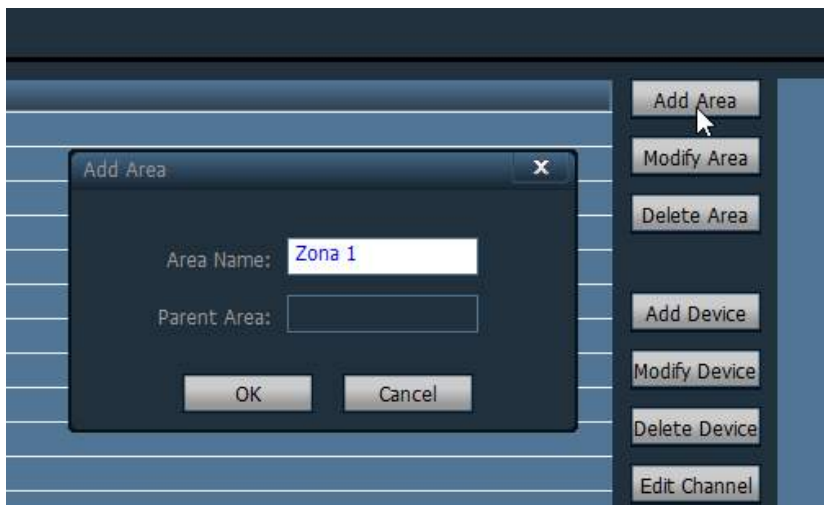 Add Area
Modify Area
Delete Area
Add Area
X
Area Name: Zona 1
Parent Area:
OK Cancel
Add Device
Modify Device
Delete Device
Edit Channel